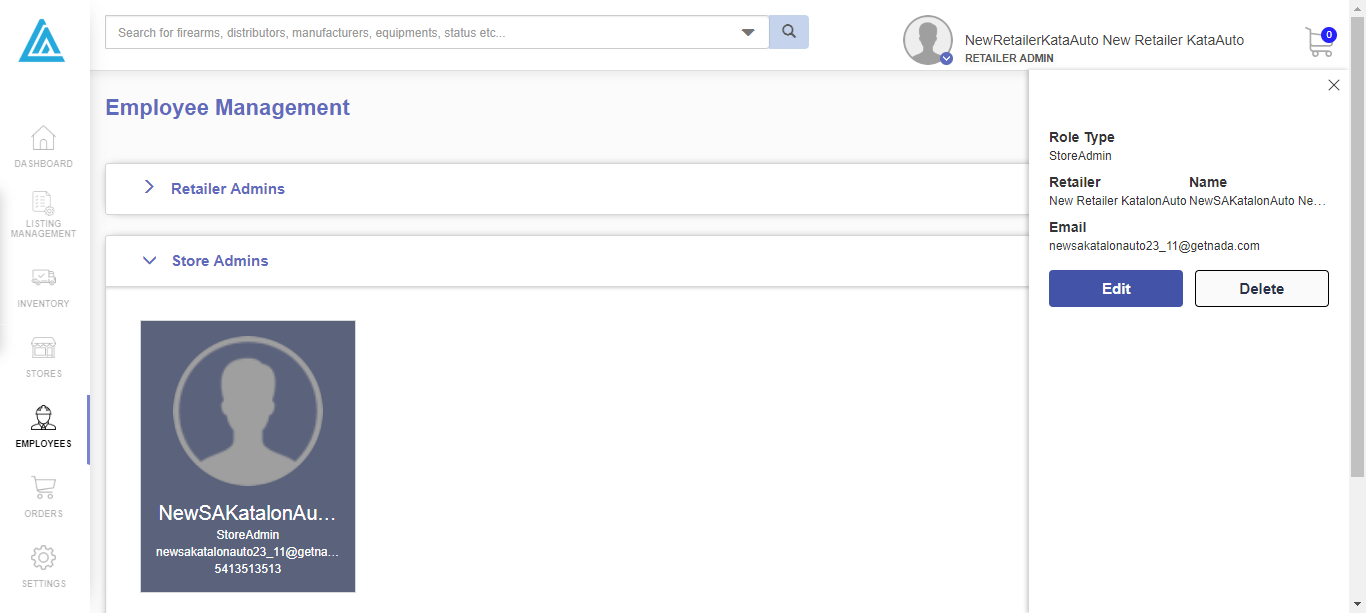 Search for firearms, distributors, manufacturers, equipments, status etc...
NewRetailerKataAuto New Retailer KataAuto
RETAILER ADMIN
0
DASHBOARD
LISTING
MANAGEMENT
INVENTORY
STORES
EMPLOYEES
ORDERS
SETTINGS
Employee Management
Retailer Admins
Store Admins
NewSAKatalonAu...
StoreAdmin
newsakatalonauto23_11@getna...
5413513513
Role Type
StoreAdmin
Retailer Name
New Retailer KatalonAuto NewSAKatalonAuto Ne...
Email
newsakatalonauto23_11@getnada.com
Edit Delete